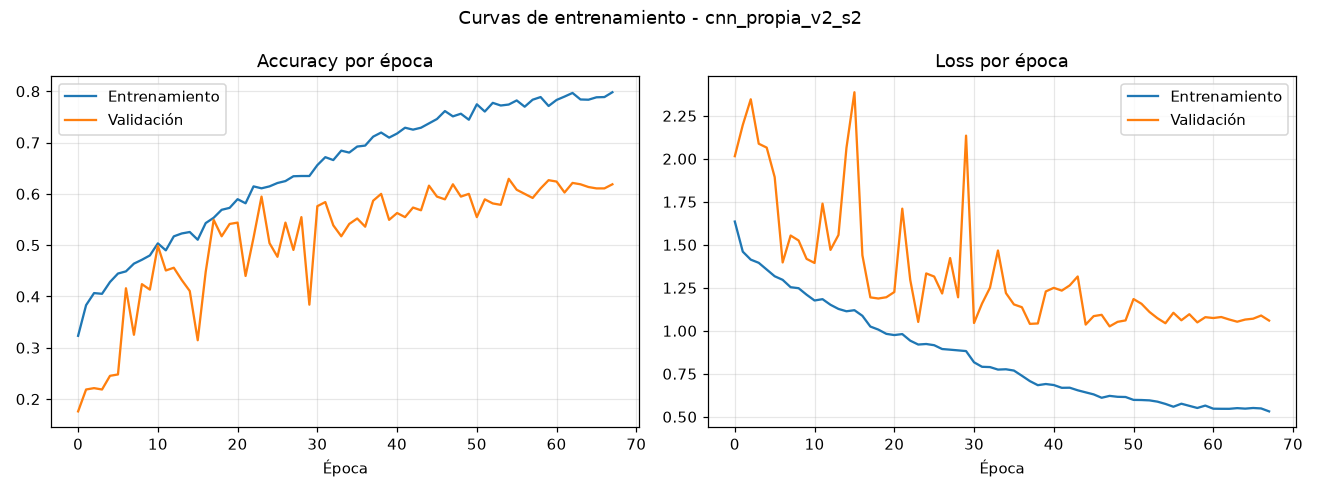 Curvas de entrenamiento - cnn_propia_v2_s2
Accuracy por época
Entrenamiento
Validación
0.8
0.7
0.6
0.5
0.4
0.3
0.2
0 10 20 30 40 50 60 70
Época
Loss por época
Entrenamiento
Validación
2.25
2.00
1.75
1.50
1.25
1.00
0.75
0.50
0 10 20 30 40 50 60 70
Época